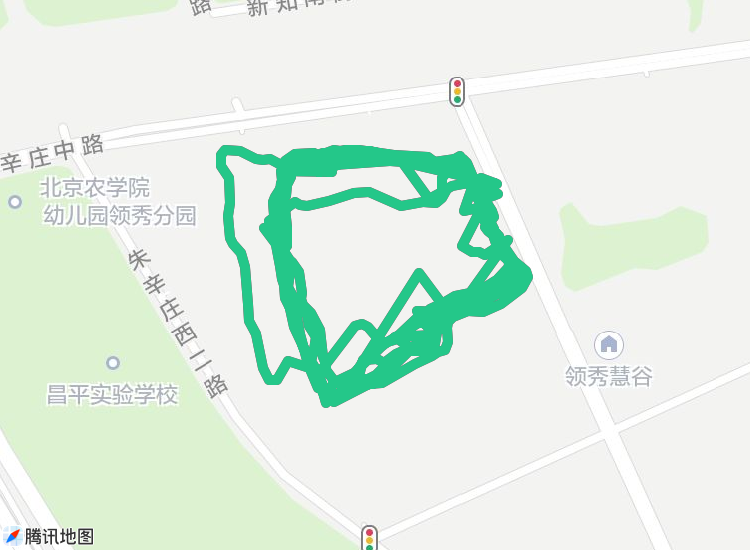 路
新知南
辛庄中路
北京农学院
幼儿园领秀分园
朱辛庄西二路
领秀慧谷
昌平实验学校
腾讯地图